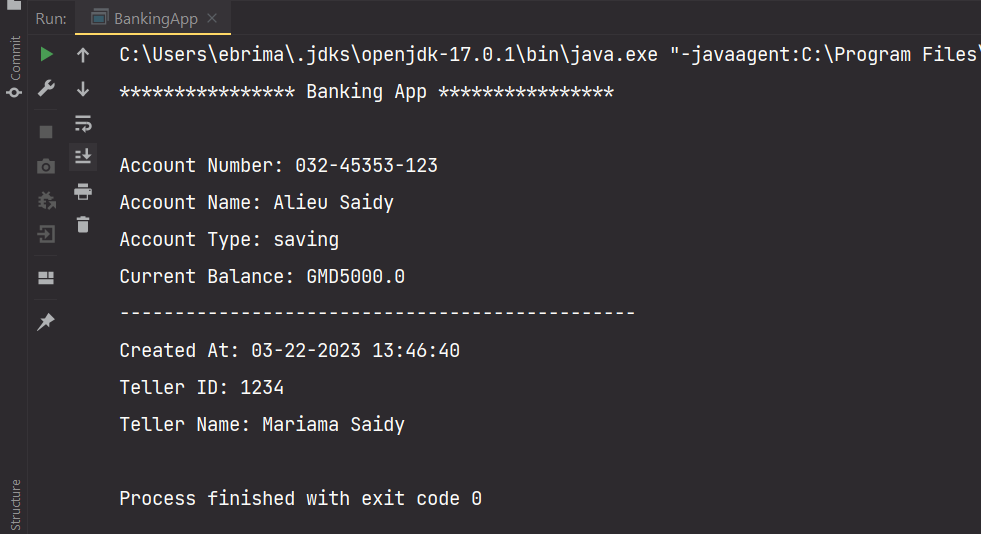 Run: BankingApp
Commit
C:\Users\ebrima\.jdks\openjdk-17.0.1\bin\java.exe "-javaagent:C:\Program Files\
**************** Banking App ****************
Account Number: 032-45353-123
Account Name: Alieu Saidy
Account Type: saving
Current Balance: GMD5000.0
-----------------------------------------------
Created At: 03-22-2023 13:46:40
Teller ID: 1234
Teller Name: Mariama Saidy
Process finished with exit code 0
Structure